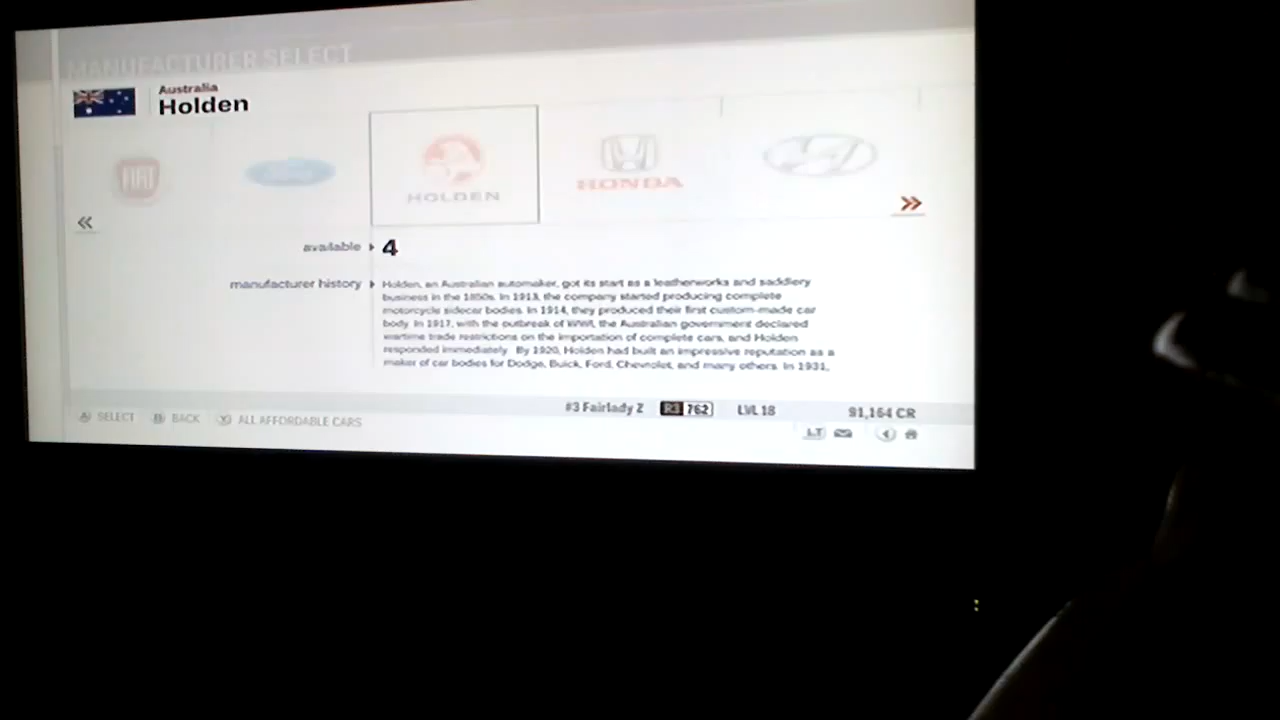 MANUFACTURER SELECT
Australia
Holden
FIAT
Ford
HOLDEN
HONDA
available 4
manufacturer history Holden, an Australian automaker, got its start as a leatherworks and saddlery
business in the 1850s. In 1913, the company started producing complete
motorcycle sidecar bodies. In 1914, they produced their first custom-made car
body. In 1917, with the outbreak of WWI, the Australian government declared
wartime trade restrictions on the importation of complete cars, and Holden
responded immediately. By 1920, Holden had built an impressive reputation as a
maker of car bodies for Dodge, Buick, Ford, Chevrolet, and many others. In 1931,
A SELECT B BACK Y ALL AFFORDABLE CARS
#3 Fairlady Z R3 762 LVL 18 91,164 CR
LT